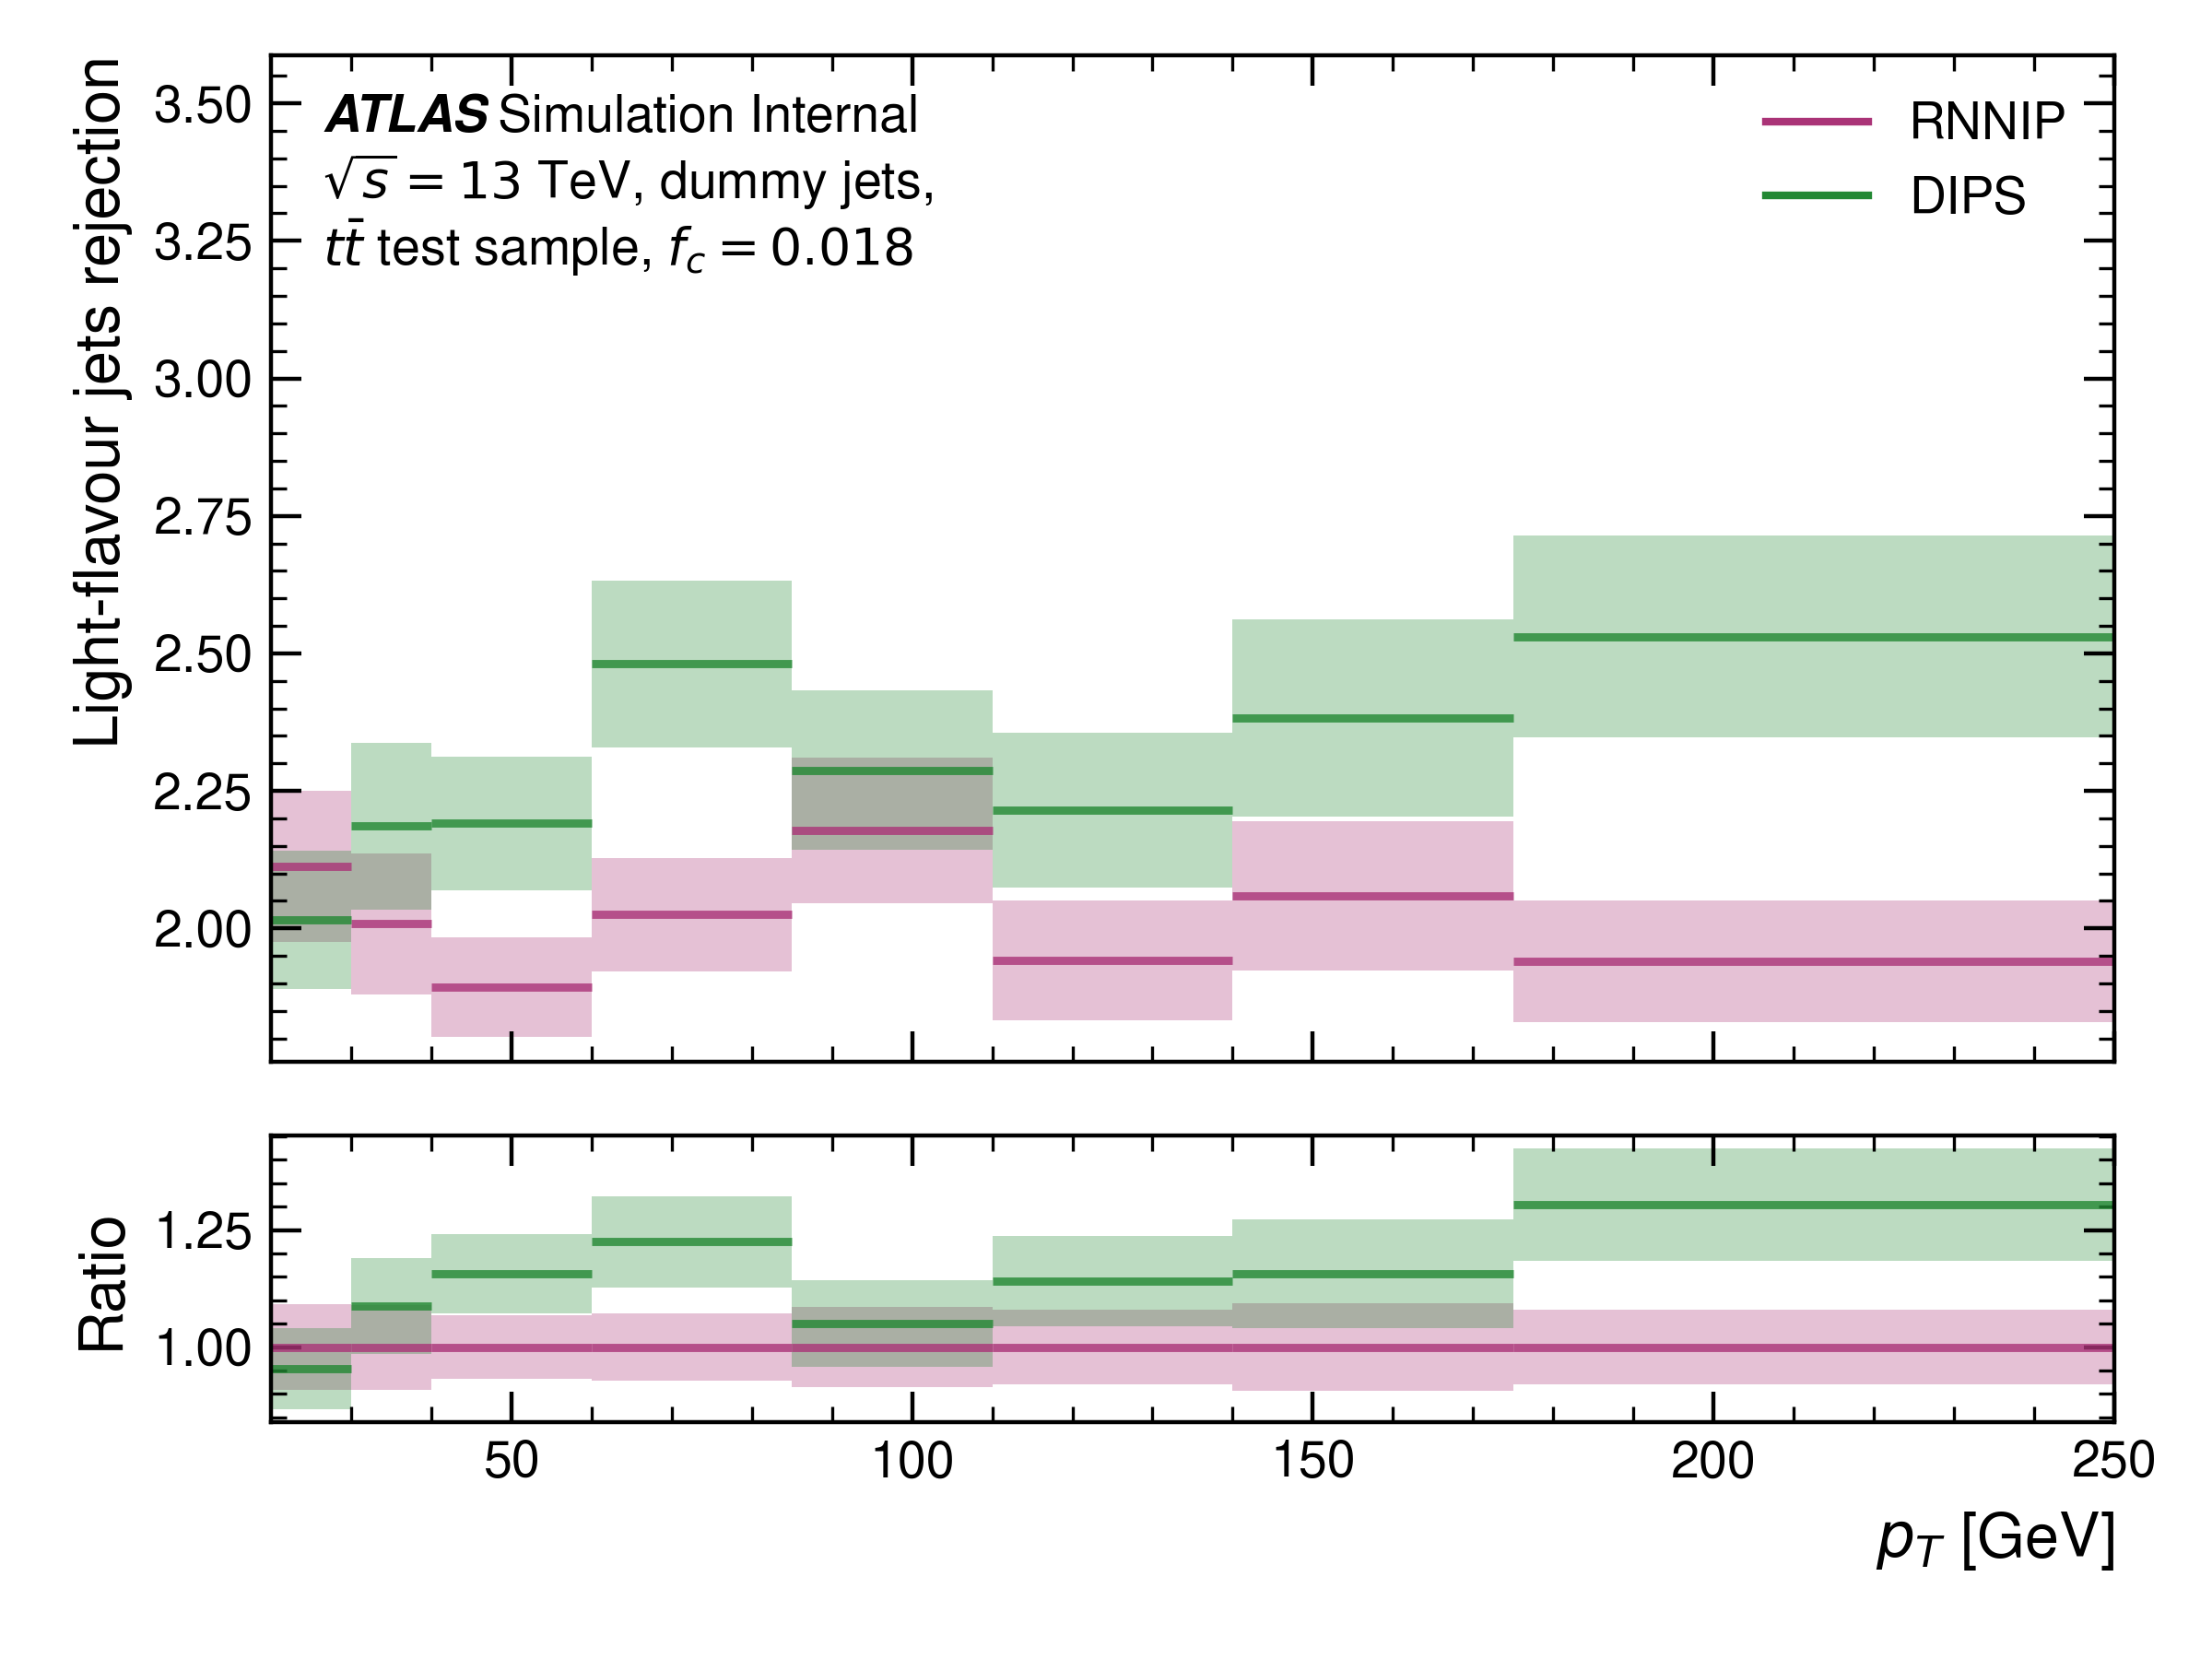 ATLAS Simulation Internal
√s = 13 TeV, dummy jets,
tt̄ test sample, f_c = 0.018
RNNIP
DIPS
Light-flavour jets rejection
3.50
3.25
3.00
2.75
2.50
2.25
2.00
Ratio
1.25
1.00
50 100 150 200 250
p_T [GeV]